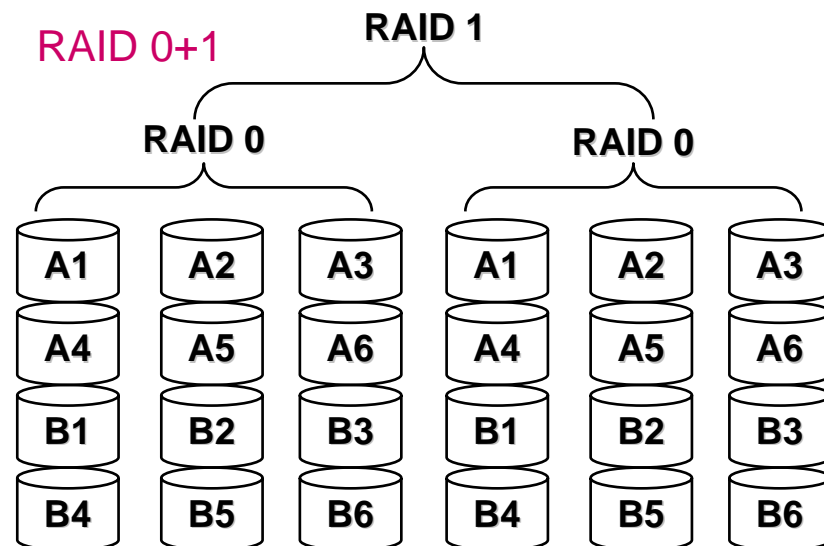 RAID 0+1
RAID 1
RAID 0 RAID 0
A1 A2 A3 A1 A2 A3
A4 A5 A6 A4 A5 A6
B1 B2 B3 B1 B2 B3
B4 B5 B6 B4 B5 B6